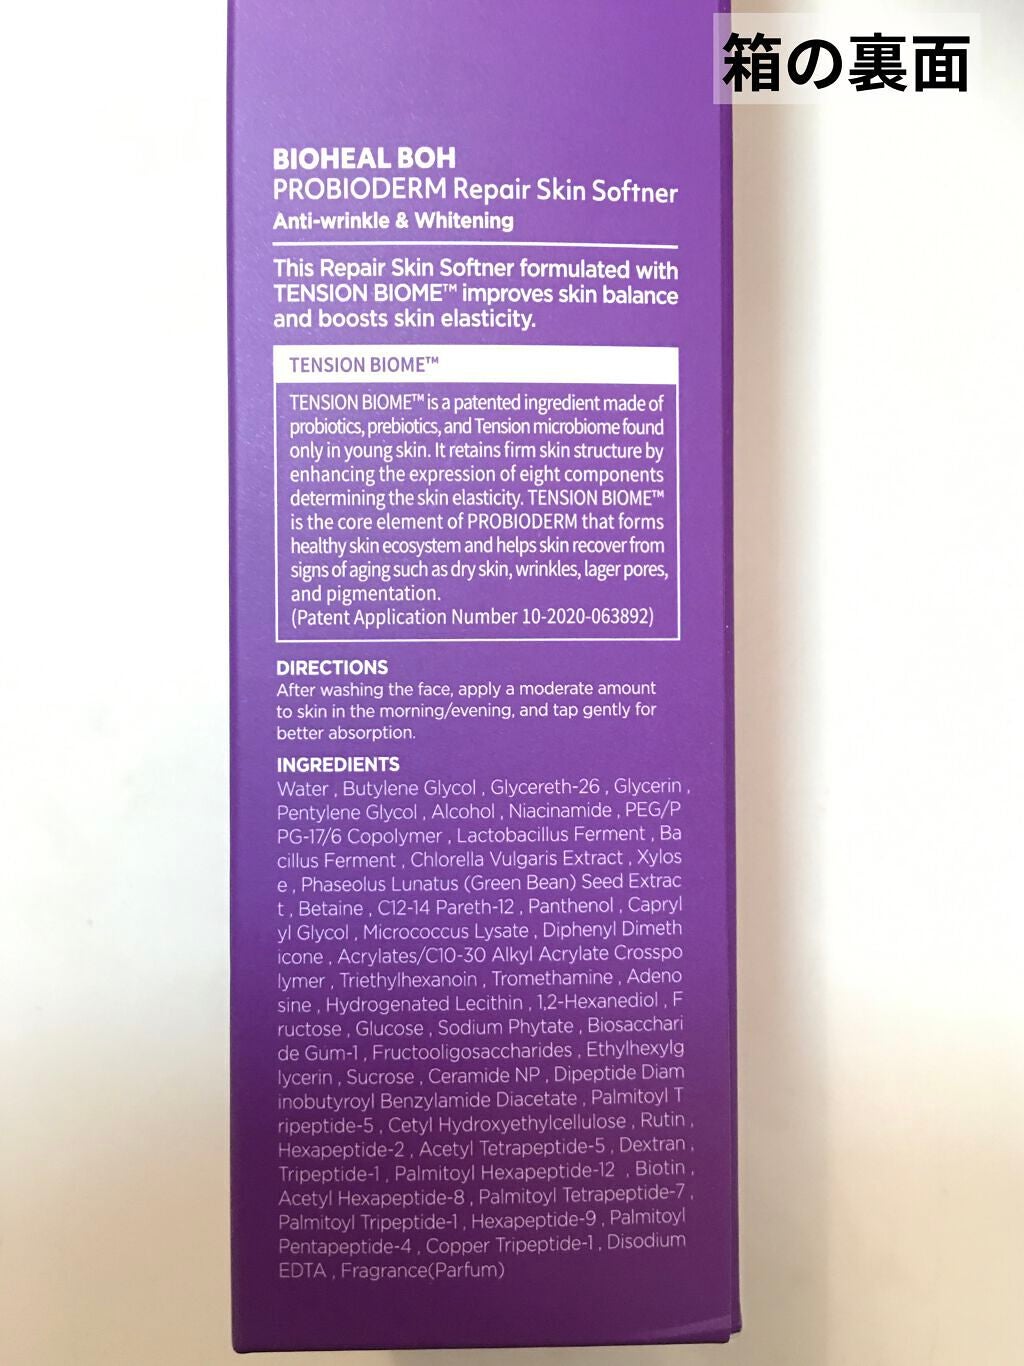 箱の裏面
BIOHEAL BOH
PROBIODERM Repair Skin Softner
Anti-wrinkle & Whitening
This Repair Skin Softner formulated with
TENSION BIOME™ improves skin balance
and boosts skin elasticity.
TENSION BIOME™
TENSION BIOME™ is a patented ingredient made of
probiotics, prebiotics, and Tension microbiome found
only in young skin. It retains firm skin structure by
enhancing the expression of eight components
determining the skin elasticity. TENSION BIOME™
is the core element of PROBIODERM that forms
healthy skin ecosystem and helps skin recover from
signs of aging such as dry skin, wrinkles, lager pores,
and pigmentation.
(Patent Application Number 10-2020-063892)
DIRECTIONS
After washing the face, apply a moderate amount
to skin in the morning/evening, and tap gently for
better absorption.
INGREDIENTS
Water , Butylene Glycol , Glycereth-26 , Glycerin ,
Pentylene Glycol , Alcohol , Niacinamide , PEG/P
PG-17/6 Copolymer , Lactobacillus Ferment , Ba
cillus Ferment , Chlorella Vulgaris Extract , Xylos
e , Phaseolus Lunatus (Green Bean) Seed Extrac
t , Betaine , C12-14 Pareth-12 , Panthenol , Capryl
yl Glycol , Micrococcus Lysate , Diphenyl Dimeth
icone , Acrylates/C10-30 Alkyl Acrylate Crosspo
lymer , Triethylhexanoin , Tromethamine , Adeno
sine , Hydrogenated Lecithin , 1,2-Hexanediol , F
ructose , Glucose , Sodium Phytate , Biosacchari
de Gum-1 , Fructooligosaccharides , Ethylhexylg
lycerin , Sucrose , Ceramide NP , Dipeptide Diam
inobutyroyl Benzylamide Diacetate , Palmitoyl T
ripeptide-5 , Cetyl Hydroxyethylcellulose , Rutin ,
Hexapeptide-2 , Acetyl Tetrapeptide-5 , Dextran ,
Tripeptide-1 , Palmitoyl Hexapeptide-12 , Biotin ,
Acetyl Hexapeptide-8 , Palmitoyl Tetrapeptide-7 ,
Palmitoyl Tripeptide-1 , Hexapeptide-9 , Palmitoyl
Pentapeptide-4 , Copper Tripeptide-1 , Disodium
EDTA , Fragrance(Parfum)